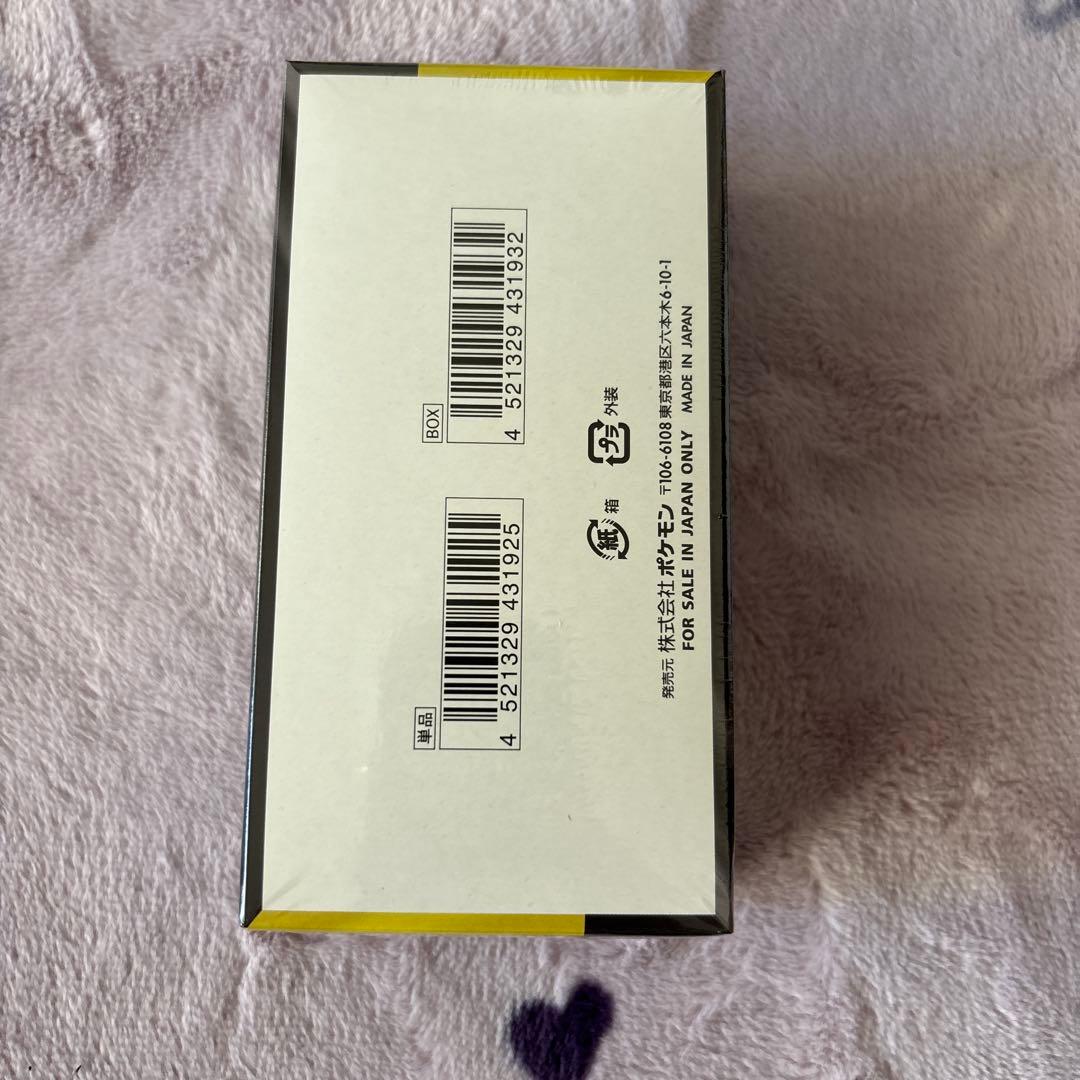 単品
4 521329 431925
BOX
4 521329 431932
紙 箱
プラ 外装
発売元 株式会社ポケモン 〒106-6108 東京都港区六本木6-10-1
FOR SALE IN JAPAN ONLY MADE IN JAPAN